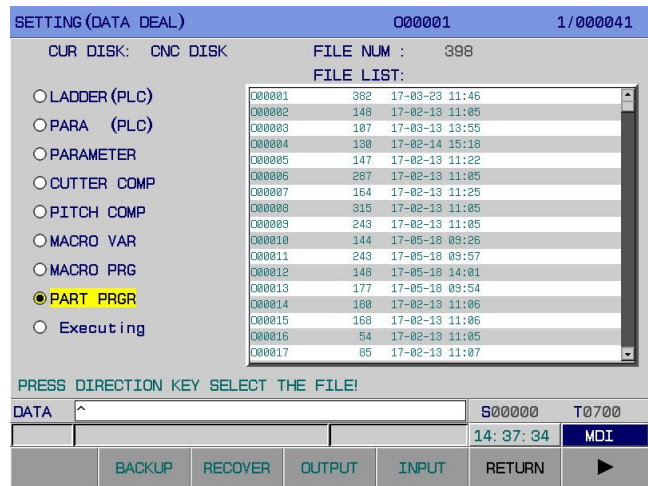 SETTING(DATA DEAL) O00001 1/000041
CUR DISK: CNC DISK FILE NUM : 398
FILE LIST:
LADDER(PLC)
PARA (PLC)
PARAMETER
CUTTER COMP
PITCH COMP
MACRO VAR
MACRO PRG
PART PRGR
Executing
O00001 382 17-03-23 11:46
O00002 148 17-02-13 11:05
O00003 107 17-03-13 13:55
O00004 130 17-02-14 15:18
O00005 147 17-02-13 11:22
O00006 287 17-02-13 11:05
O00007 164 17-02-13 11:25
O00008 315 17-02-13 11:05
O00009 243 17-02-13 11:05
O00010 144 17-05-18 09:26
O00011 243 17-05-18 09:57
O00012 148 17-05-18 14:01
O00013 177 17-05-18 09:54
O00014 180 17-02-13 11:06
O00015 168 17-02-13 11:06
O00016 54 17-02-13 11:05
O00017 85 17-02-13 11:07
PRESS DIRECTION KEY SELECT THE FILE!
DATA ^ S00000 T0700
14:37:34 MDI
BACKUP RECOVER OUTPUT INPUT RETURN